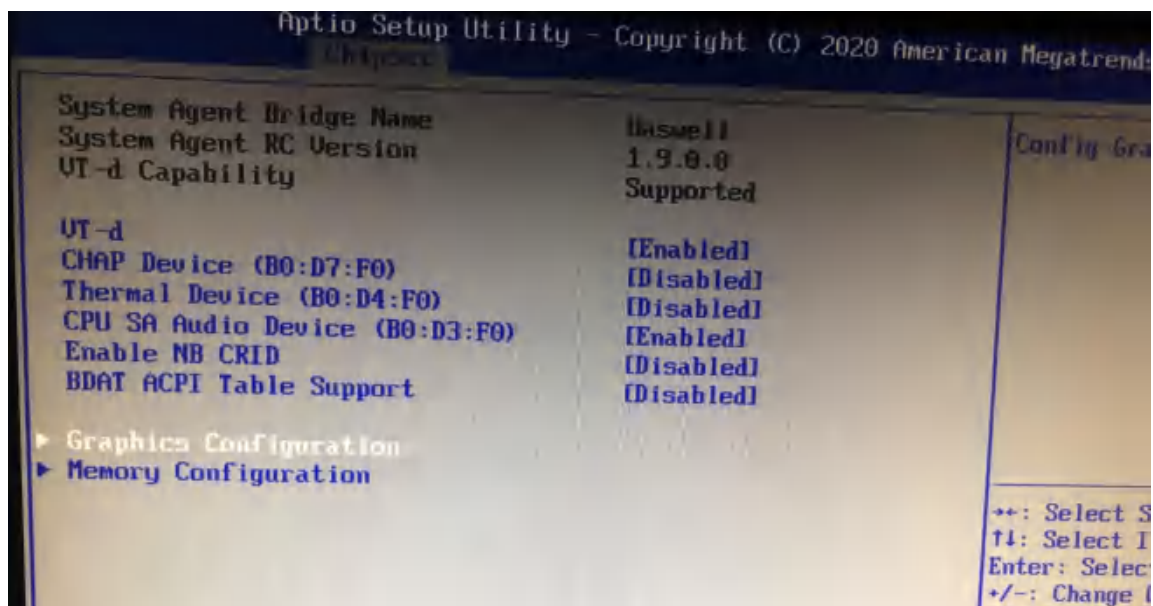 Aptio Setup Utility - Copyright (C) 2020 American Megatrends
Chipset
System Agent Bridge Name Haswell
System Agent RC Version 1.9.0.0
VT-d Capability Supported
VT-d [Enabled]
CHAP Device (B0:D7:F0) [Disabled]
Thermal Device (B0:D4:F0) [Disabled]
CPU SA Audio Device (B0:D3:F0) [Enabled]
Enable NB CRID [Disabled]
BDAT ACPI Table Support [Disabled]
► Graphics Configuration
► Memory Configuration
Config Gra
→←: Select S
↑↓: Select I
Enter: Selec
+/-: Change